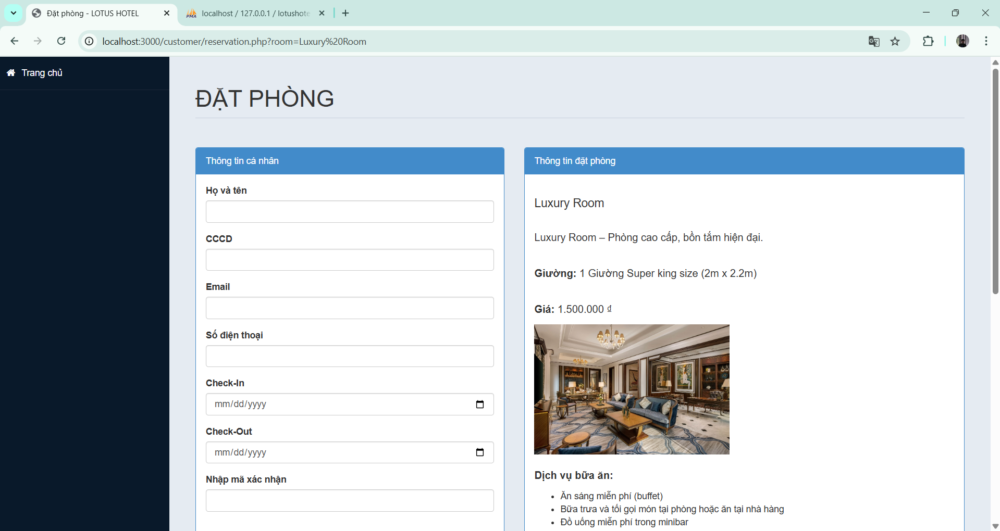 Đặt phòng - LOTUS HOTEL
PMA
localhost / 127.0.0.1 / lotushote
localhost:3000/customer/reservation.php?room=Luxury%20Room
Trang chủ
ĐẶT PHÒNG
Thông tin cá nhân
Họ và tên
CCCD
Email
Số điện thoại
Check-In
mm/dd/yyyy
Check-Out
mm/dd/yyyy
Nhập mã xác nhận
Thông tin đặt phòng
Luxury Room
Luxury Room – Phòng cao cấp, bồn tắm hiện đại.
Giường: 1 Giường Super king size (2m x 2.2m)
Giá: 1.500.000 ₫
Dịch vụ bữa ăn:
• Ăn sáng miễn phí (buffet)
• Bữa trưa và tối gọi món tại phòng hoặc ăn tại nhà hàng
• Đồ uống miễn phí trong minibar